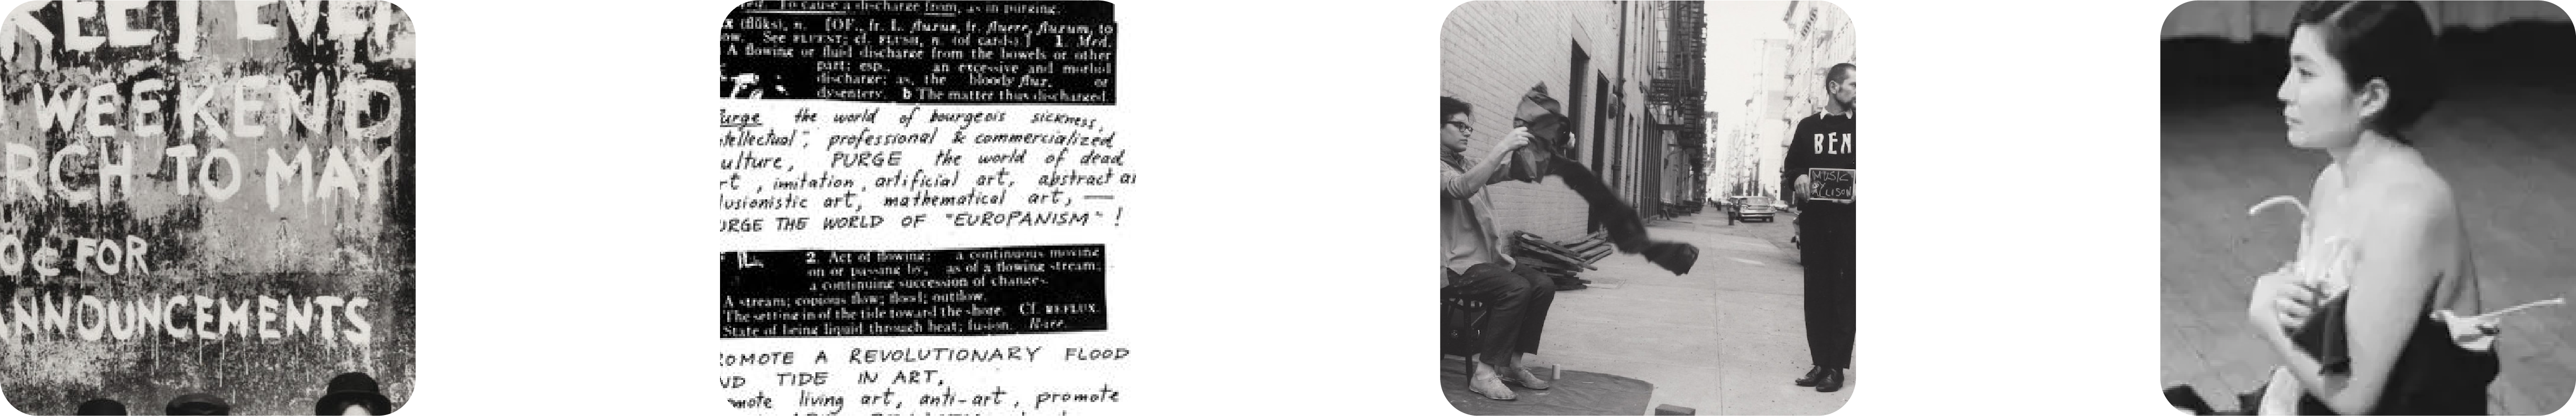 REET EVEN
WEEKEND
RCH TO MAY
0¢ FOR
ANNOUNCEMENTS
To cause a discharge from, as in purging.
x (flŭks), n. [OF., fr. L. fluxus, fr. fluere, fluxum, to
ow. See FLUENT; cf. FLUSH, n. (of cards).] 1. Med.
A flowing or fluid discharge from the bowels or other
part; esp., an excessive and morbid
discharge; as, the bloody flux, or
dysentery. b The matter thus discharged.
Purge the world of bourgeois sickness,
ntellectual", professional & commercialized
ulture, PURGE the world of dead
rt, imitation, artificial art, abstract ar
lusionistic art, mathematical art, —
URGE THE WORLD OF "EUROPANISM"!
2. Act of flowing: a continuous moving
on or passing by, as of a flowing stream;
a continuing succession of changes.
A stream; copious flow; flood; outflow.
The setting in of the tide toward the shore. Cf. REFLUX.
State of being liquid through heat; fusion. Rare.
ROMOTE A REVOLUTIONARY FLOOD
ND TIDE IN ART,
mote living art, anti-art, promote
BEN
MUSIC
BY
ALISON